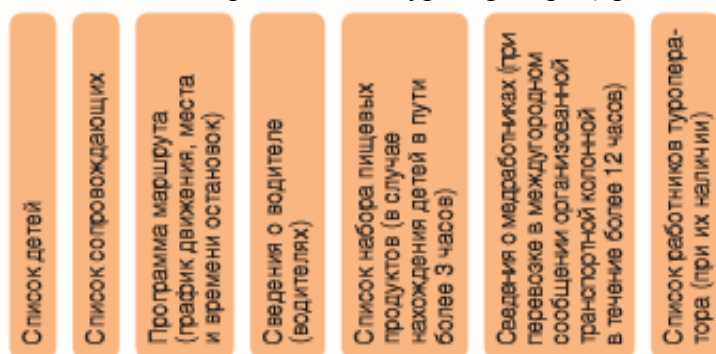 Список детей
Список сопровождающих
Программа маршрута
(график движения, места
и времени остановок)
Сведения о водителе
(водителях)
Список набора пищевых
продуктов (в случае
нахождения детей в пути
более 3 часов)
Сведения о медработниках (при
перевозке в междугородном
сообщении организованной
транспортной колонной
в течение более 12 часов)
Список работников туропера-
тора (при их наличии)